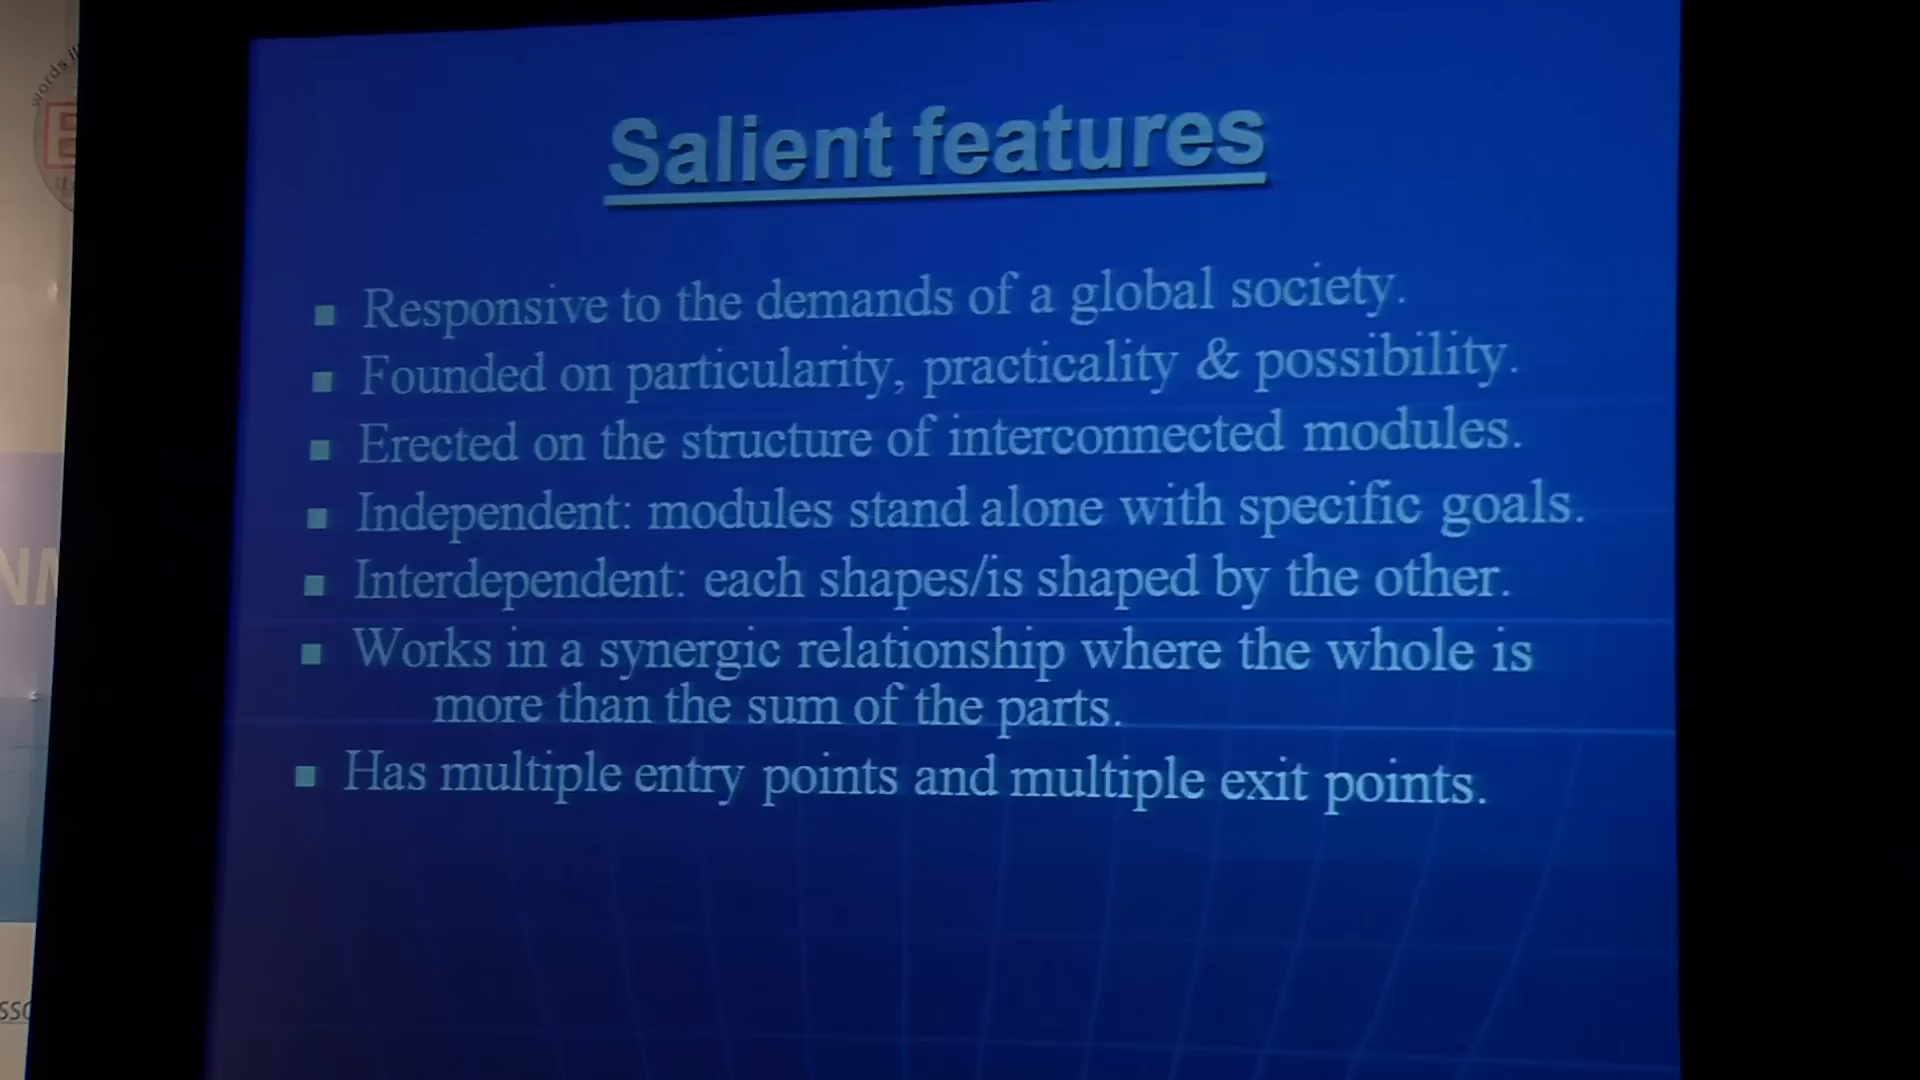 Salient features
Responsive to the demands of a global society.
Founded on particularity, practicality & possibility.
Erected on the structure of interconnected modules.
Independent: modules stand alone with specific goals.
Interdependent: each shapes/is shaped by the other.
Works in a synergic relationship where the whole is
more than the sum of the parts.
Has multiple entry points and multiple exit points.
words